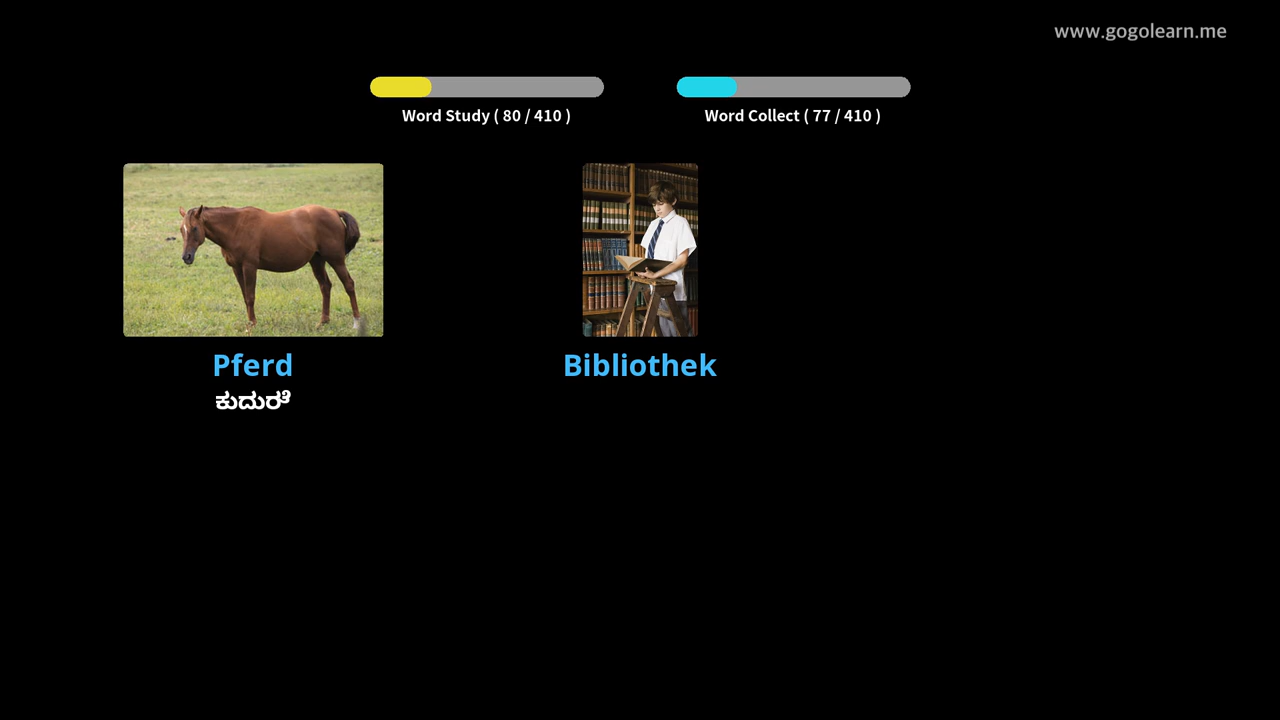 www.gogolearn.me
Word Study ( 80 / 410 )
Word Collect ( 77 / 410 )
Pferd
Bibliothek
ಕುದುರೆ